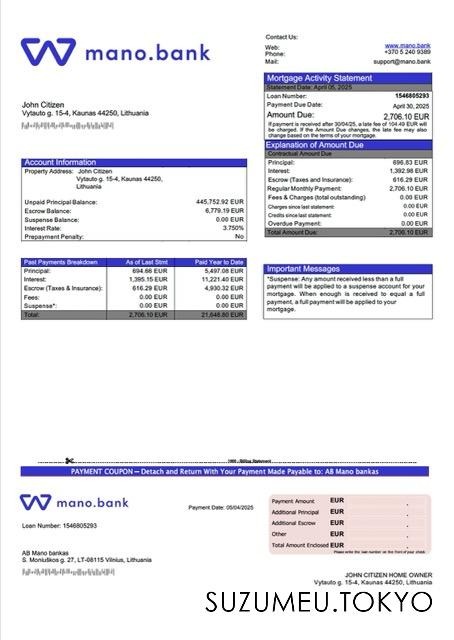 mano.bank
Contact Us:
Web: www.mano.bank
Phone: +370 5 240 9389
Mail: support@mano.bank
Mortgage Activity Statement
Statement Date: April 05, 2025
Loan Number: 1546805293
Payment Due Date: April 30, 2025
Amount Due: 2,706.10 EUR
If payment is received after 30/04/25, a late fee of 104.49 EUR will
be charged. If the Amount Due changes, the late fee may also
change based on the terms of your mortgage.
John Citizen
Vytauto g. 15-4, Kaunas 44250, Lithuania
Explanation of Amount Due
Contractual Amount Due
Principal: 696.83 EUR
Interest: 1,392.98 EUR
Escrow (Taxes and Insurance): 616.29 EUR
Regular Monthly Payment: 2,706.10 EUR
Fees & Charges (total outstanding) 0.00 EUR
Charges since last statement: 0.00 EUR
Credits since last statement: 0.00 EUR
Overdue Payment: 0.00 EUR
Total Amount Due: 2,706.10 EUR
Account Information
Property Address: John Citizen
Vytauto g. 15-4, Kaunas 44250,
Lithuania
Unpaid Principal Balance: 445,752.92 EUR
Escrow Balance: 6,779.19 EUR
Suspense Balance: 0.00 EUR
Interest Rate: 3.750%
Prepayment Penalty: No
Past Payments Breakdown As of Last Stmt Paid Year to Date
Principal: 694.66 EUR 5,497.08 EUR
Interest: 1,395.15 EUR 11,221.40 EUR
Escrow (Taxes & Insurance): 616.29 EUR 4,930.32 EUR
Fees: 0.00 EUR 0.00 EUR
Suspense*: 0.00 EUR 0.00 EUR
Total: 2,706.10 EUR 21,648.80 EUR
Important Messages
*Suspense: Any amount received less than a full
payment will be applied to a suspense account for your
mortgage. When enough is received to equal a full
payment, a full payment will be applied to your
mortgage.
PAYMENT COUPON – Detach and Return With Your Payment Made Payable to: AB Mano bankas
mano.bank
Payment Date: 05/04/2025
Loan Number: 1546805293
Payment Amount EUR
Additional Principal EUR
Additional Escrow EUR
Other EUR
Total Amount Enclosed EUR
Please write the loan number on the front of your check
AB Mano bankas
S. Moniuškos g. 27, LT-08115 Vilnius, Lithuania
JOHN CITIZEN HOME OWNER
Vytauto g. 15-4, Kaunas 44250, Lithuania
SUZUMEU.TOKYO